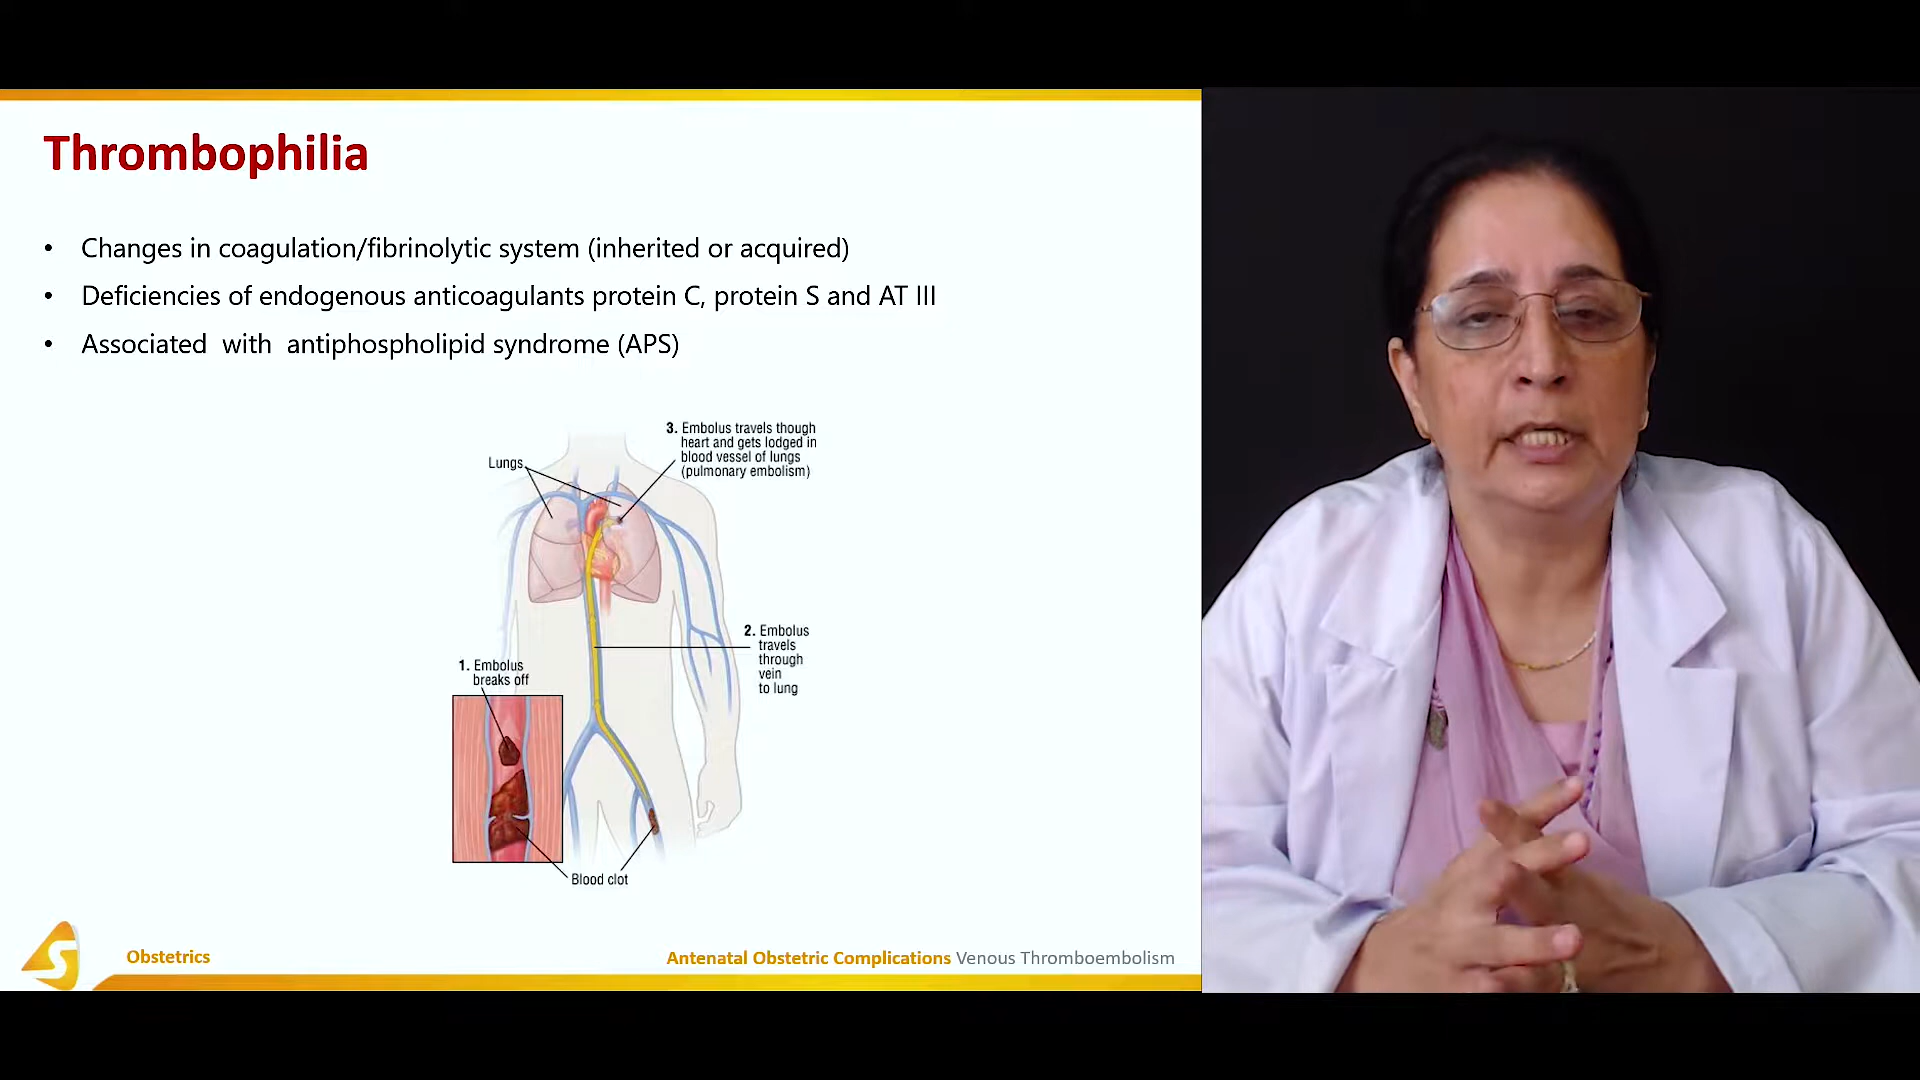 Thrombophilia
• Changes in coagulation/fibrinolytic system (inherited or acquired)
• Deficiencies of endogenous anticoagulants protein C, protein S and AT III
• Associated with antiphospholipid syndrome (APS)
3. Embolus travels though
heart and gets lodged in
blood vessel of lungs
(pulmonary embolism)
Lungs
2. Embolus
travels
through
vein
to lung
1. Embolus
breaks off
Blood clot
S
Obstetrics
Antenatal Obstetric Complications Venous Thromboembolism